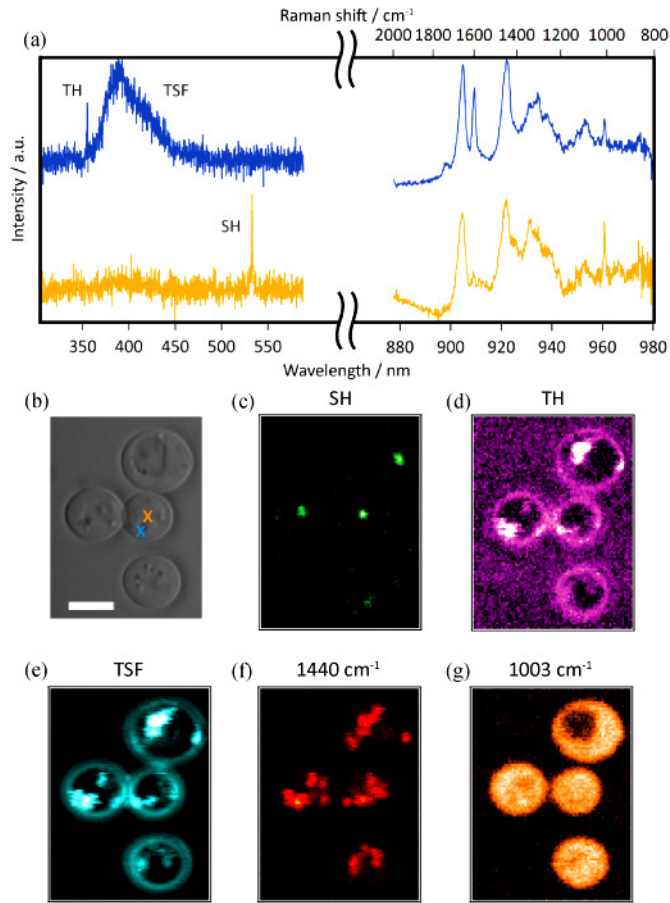 Raman shift / cm⁻¹
(a)
2000 1800 1600 1400 1200 1000 800
TH
TSF
SH
Intensity / a.u.
350 400 450 500 550 880 900 920 940 960 980
Wavelength / nm
(b)
(c) SH
(d) TH
X
X
(e) TSF
(f) 1440 cm⁻¹
(g) 1003 cm⁻¹